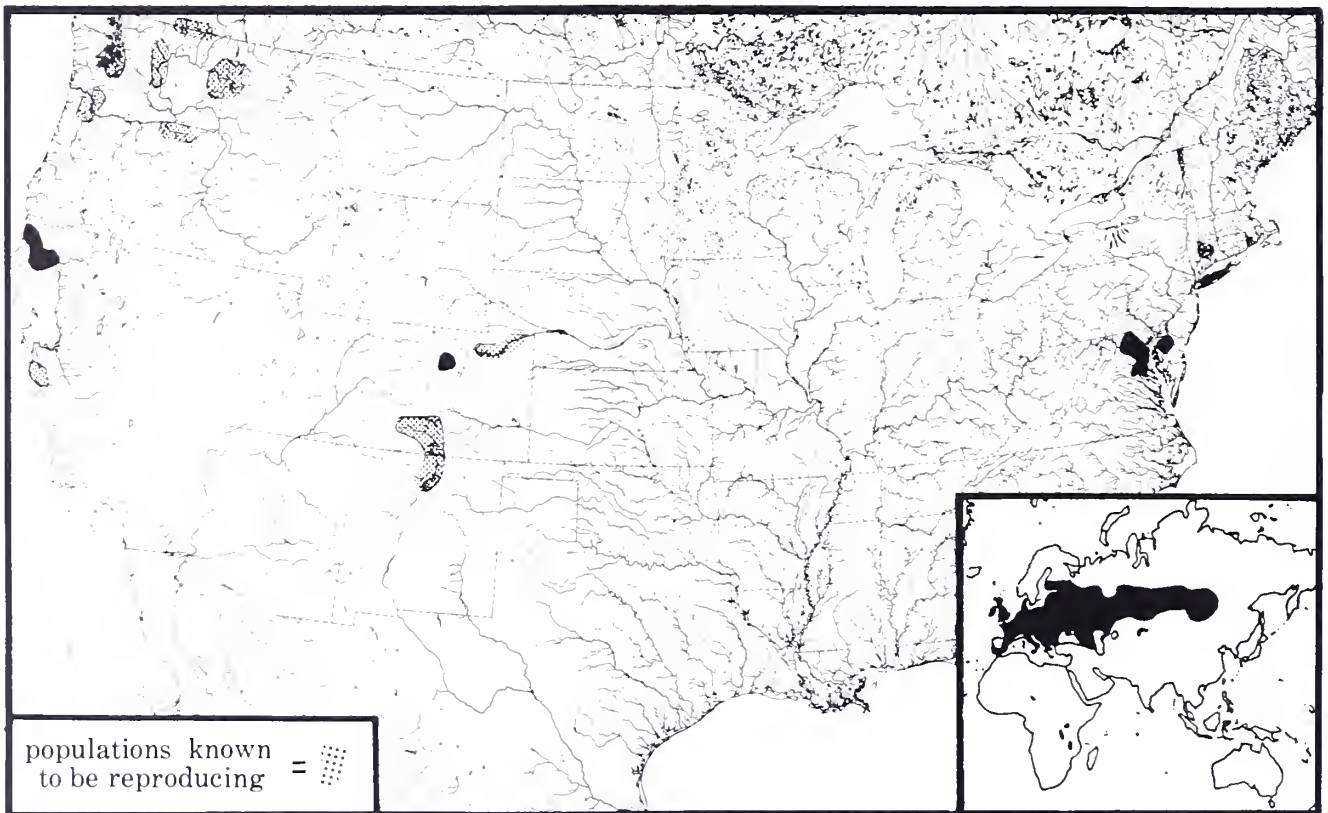 populations known
to be reproducing =